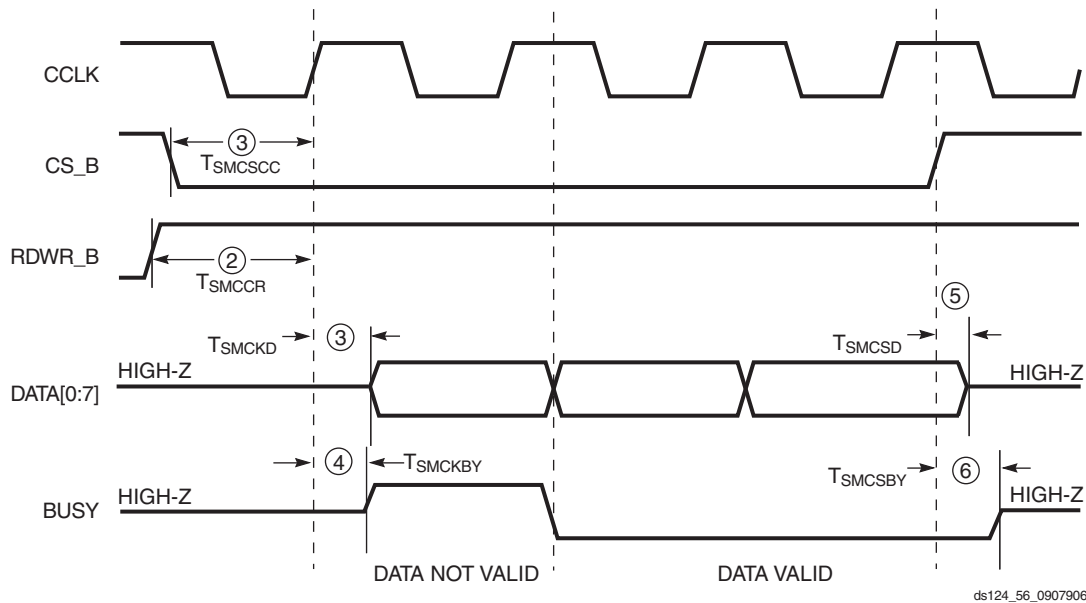 CCLK
③
CS_B
TSMCSCC
RDWR_B
②
TSMCCR
⑤
TSMCKD
③
TSMCSD
HIGH-Z
HIGH-Z
DATA[0:7]
④
TSMCKBY
TSMCSBY
⑥
HIGH-Z
HIGH-Z
BUSY
DATA NOT VALID
DATA VALID
ds124_56_0907906